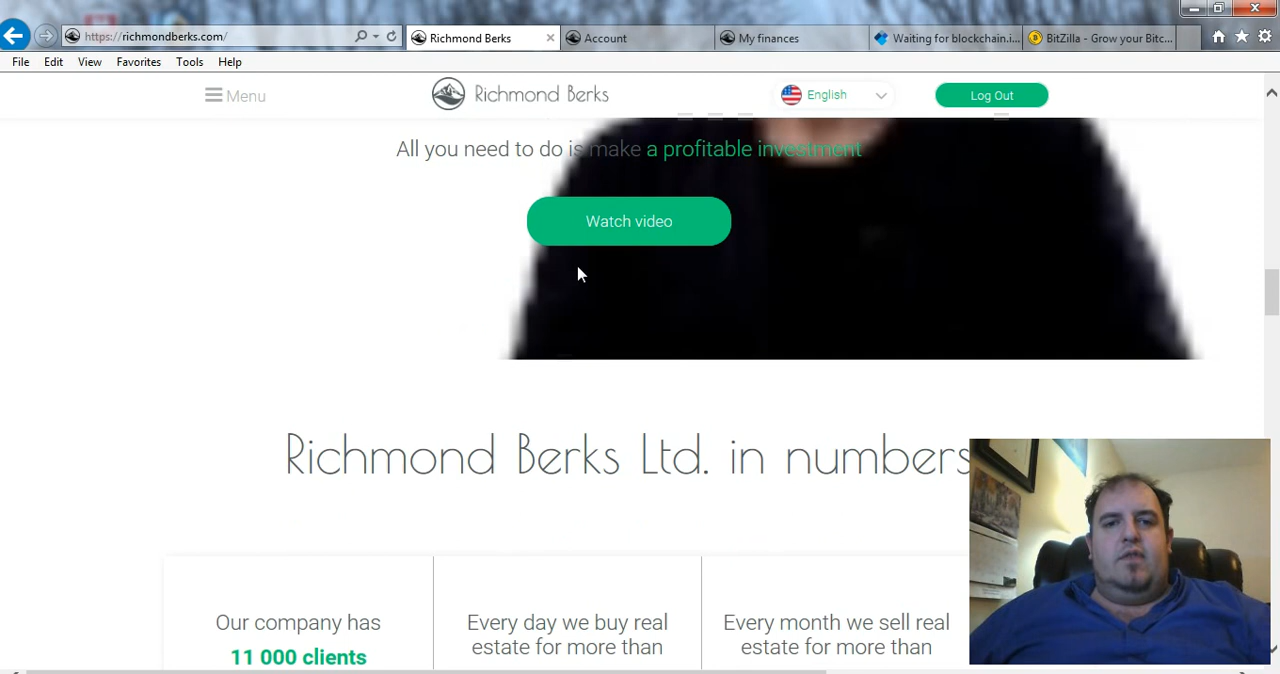 https://richmondberks.com/
Richmond Berks
Account
My finances
Waiting for blockchain.i...
BitZilla - Grow your Bitc...
File Edit View Favorites Tools Help
Menu
Richmond Berks
English
Log Out
All you need to do is make a profitable investment
Watch video
Richmond Berks Ltd. in numbers
Our company has
11 000 clients
Every day we buy real
estate for more than
Every month we sell real
estate for more than